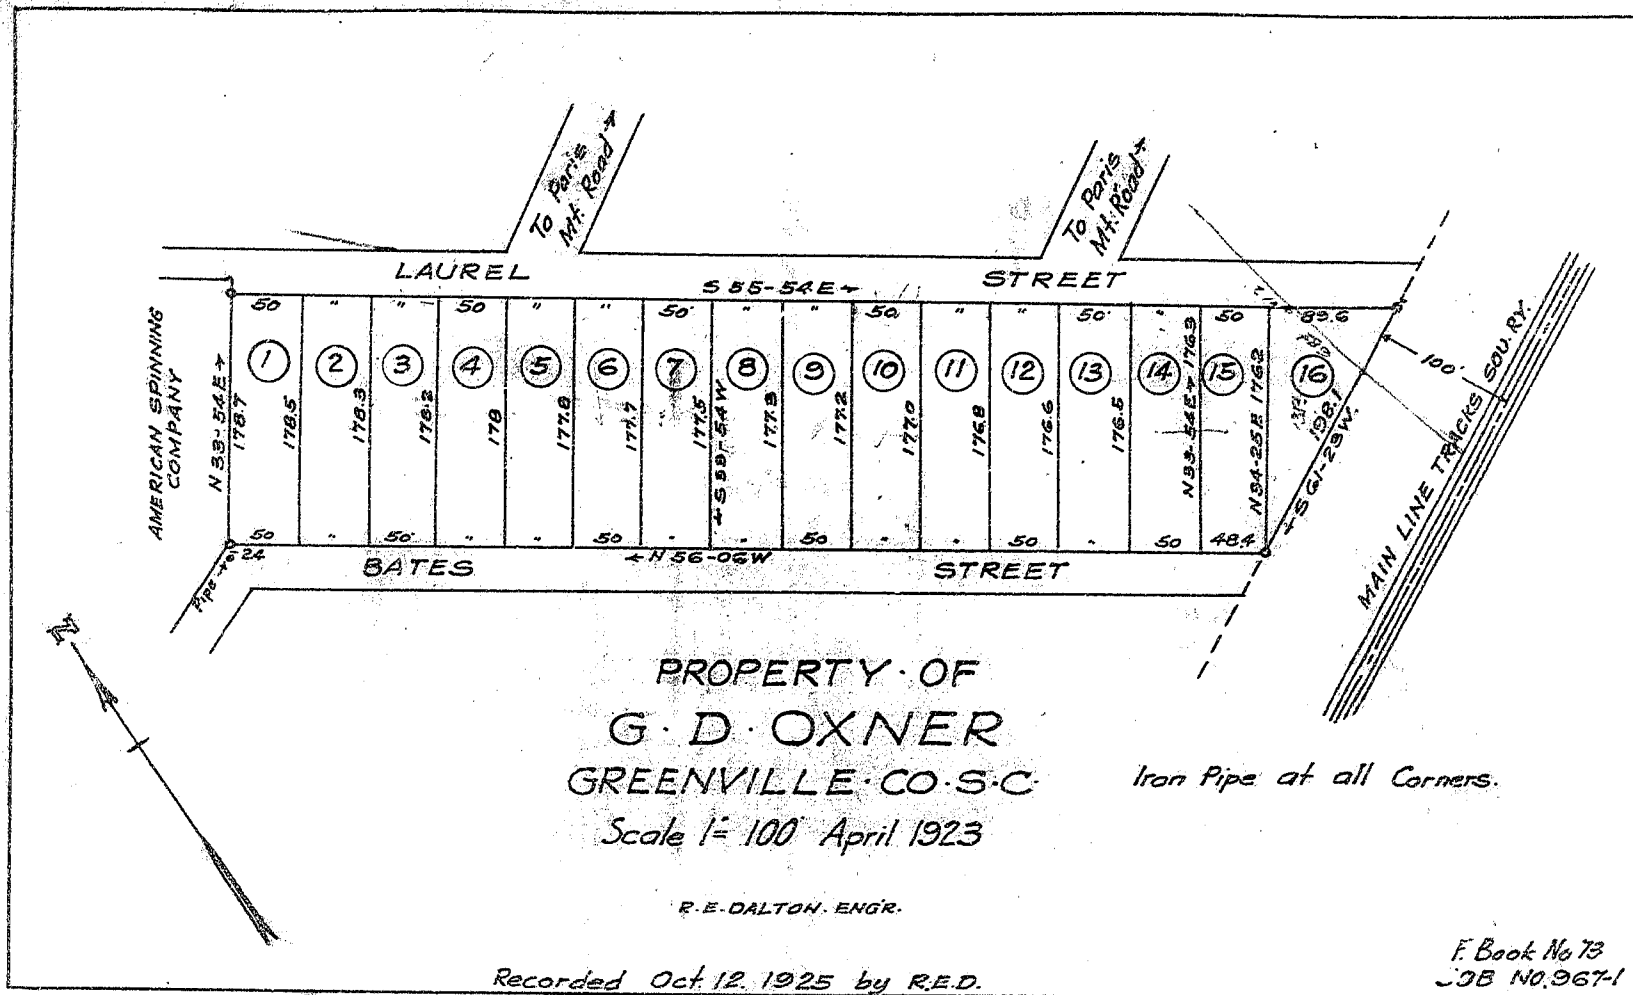 To Paris
Mt. Road
To Paris
Mt. Road
LAUREL STREET
S 55-54E
50 " " 50 " " 50 " " 50 " " 50 " 50 89.6
AMERICAN SPINNING
COMPANY
N 33-54E
1 2 3 4 5 6 7 8 9 10 11 12 13 14 15 16
178.7
178.5
178.3
178.2
178
177.8
177.7
177.5
S 33-54W
177.3
177.2
177.0
176.8
176.6
176.5
N 33-54E 176.3
N 34-25E 176.2
198.1
S 61-23W.
100'
MAIN LINE TRACKS SOU. RY.
50 " 50 " " 50 " " 50 " " 50 " 50 48.4
Pipe
24
N 56-06W
BATES STREET
N
PROPERTY · OF
G · D · OXNER
GREENVILLE · CO · S · C ·
Scale 1"= 100' April 1923
Iron Pipe at all Corners.
R · E · DALTON · ENGR.
Recorded Oct. 12, 1925 by R.E.D.
F. Book No 73
NO. 967-1